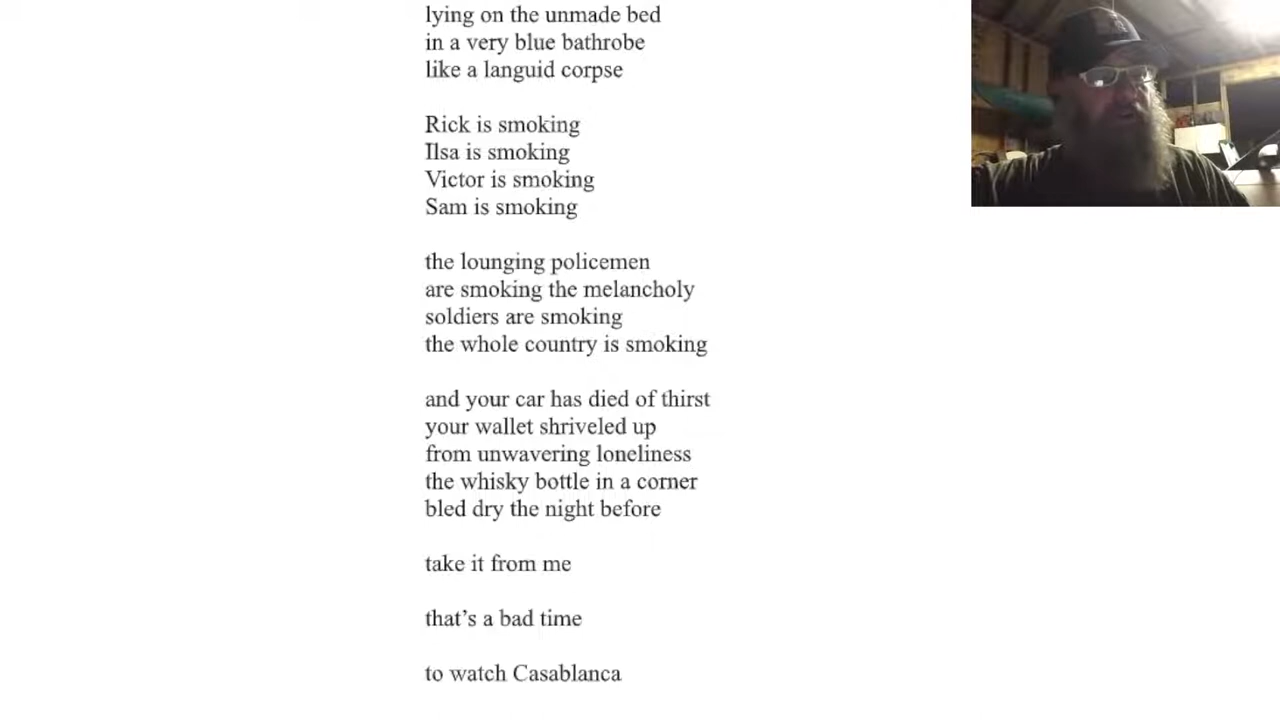 lying on the unmade bed
in a very blue bathrobe
like a languid corpse
Rick is smoking
Ilsa is smoking
Victor is smoking
Sam is smoking
the lounging policemen
are smoking the melancholy
soldiers are smoking
the whole country is smoking
and your car has died of thirst
your wallet shriveled up
from unwavering loneliness
the whisky bottle in a corner
bled dry the night before
take it from me
that’s a bad time
to watch Casablanca